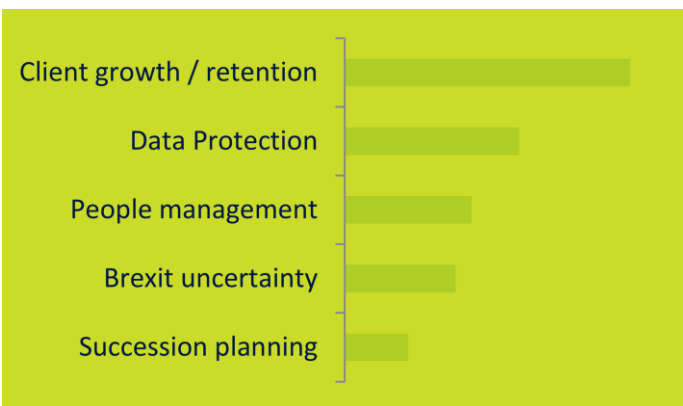 Client growth / retention
Data Protection
People management
Brexit uncertainty
Succession planning